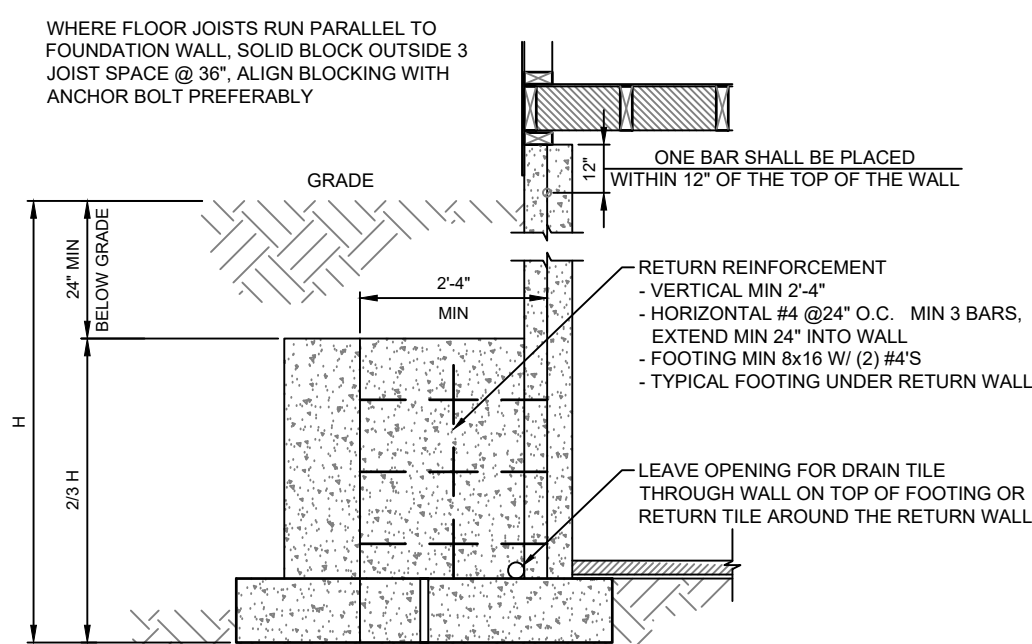 WHERE FLOOR JOISTS RUN PARALLEL TO
FOUNDATION WALL, SOLID BLOCK OUTSIDE 3
JOIST SPACE @ 36", ALIGN BLOCKING WITH
ANCHOR BOLT PREFERABLY
12"
ONE BAR SHALL BE PLACED
WITHIN 12" OF THE TOP OF THE WALL
GRADE
24" MIN
BELOW GRADE
2'-4"
MIN
RETURN REINFORCEMENT
- VERTICAL MIN 2'-4"
- HORIZONTAL #4 @24" O.C. MIN 3 BARS,
EXTEND MIN 24" INTO WALL
- FOOTING MIN 8x16 W/ (2) #4'S
- TYPICAL FOOTING UNDER RETURN WALL
H
2/3 H
LEAVE OPENING FOR DRAIN TILE
THROUGH WALL ON TOP OF FOOTING OR
RETURN TILE AROUND THE RETURN WALL